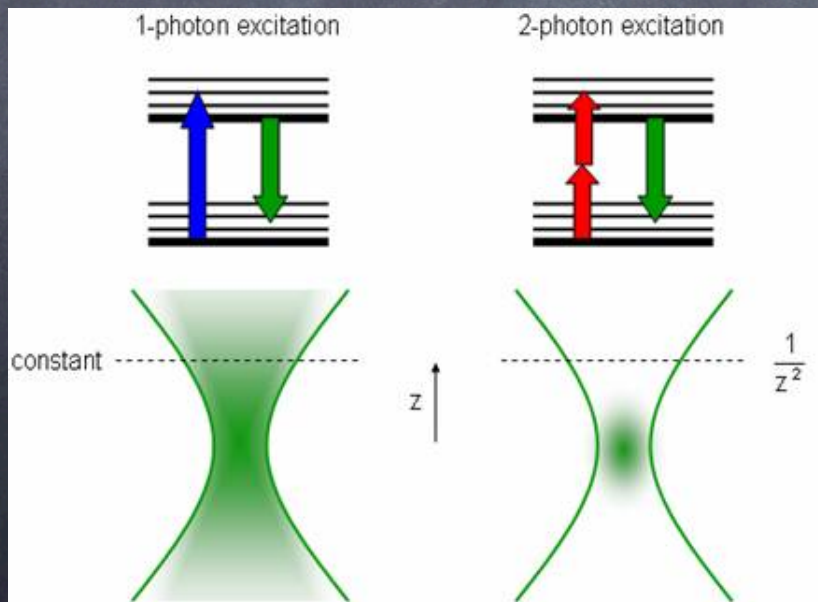 1-photon excitation
2-photon excitation
constant
z
1
z²